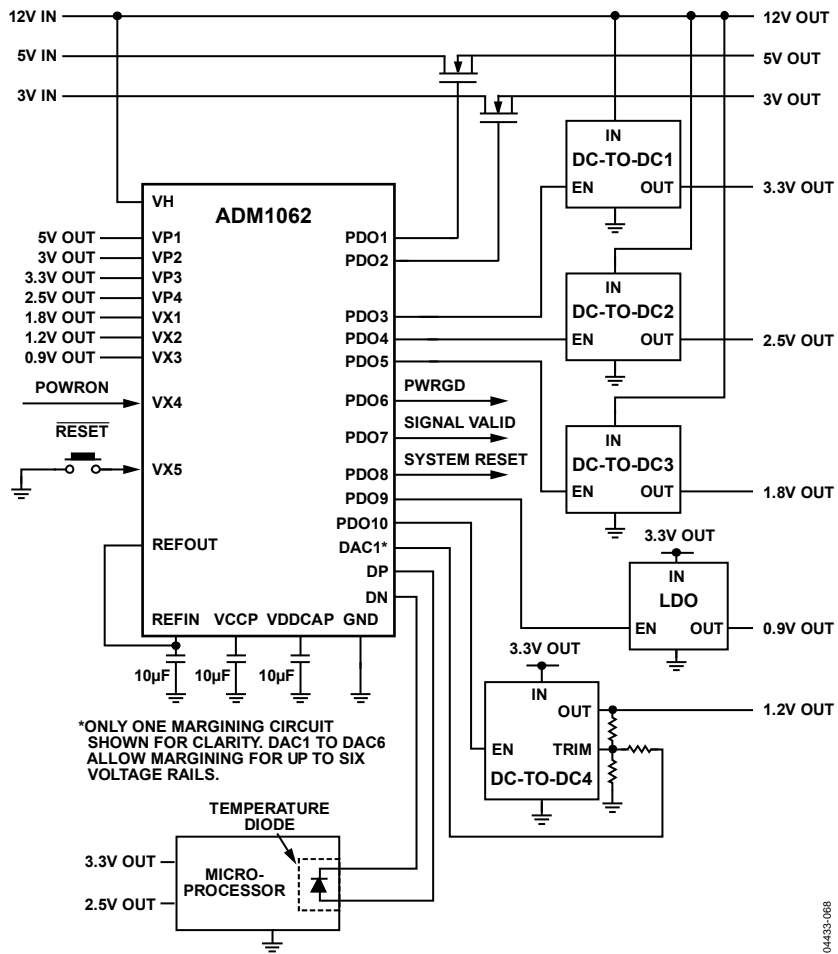 12V IN
12V OUT
5V IN
5V OUT
3V IN
3V OUT
IN
DC-TO-DC1
EN OUT
3.3V OUT
VH
ADM1062
5V OUT
VP1
PDO1
3V OUT
VP2
PDO2
3.3V OUT
VP3
2.5V OUT
VP4
1.8V OUT
VX1
PDO3
1.2V OUT
VX2
PDO4
0.9V OUT
VX3
PDO5
IN
DC-TO-DC2
EN OUT
2.5V OUT
POWRON
VX4
PDO6
PWRGD
PDO7
SIGNAL VALID
RESET
VX5
PDO8
SYSTEM RESET
PDO9
PDO10
IN
DC-TO-DC3
EN OUT
1.8V OUT
REFOUT
DAC1*
DP
DN
3.3V OUT
IN
LDO
EN OUT
0.9V OUT
REFIN VCCP VDDCAP GND
10µF 10µF 10µF
3.3V OUT
IN
OUT
1.2V OUT
EN TRIM
DC-TO-DC4
*ONLY ONE MARGINING CIRCUIT
SHOWN FOR CLARITY. DAC1 TO DAC6
ALLOW MARGINING FOR UP TO SIX
VOLTAGE RAILS.
TEMPERATURE
DIODE
3.3V OUT
MICRO-
PROCESSOR
2.5V OUT
04433-068